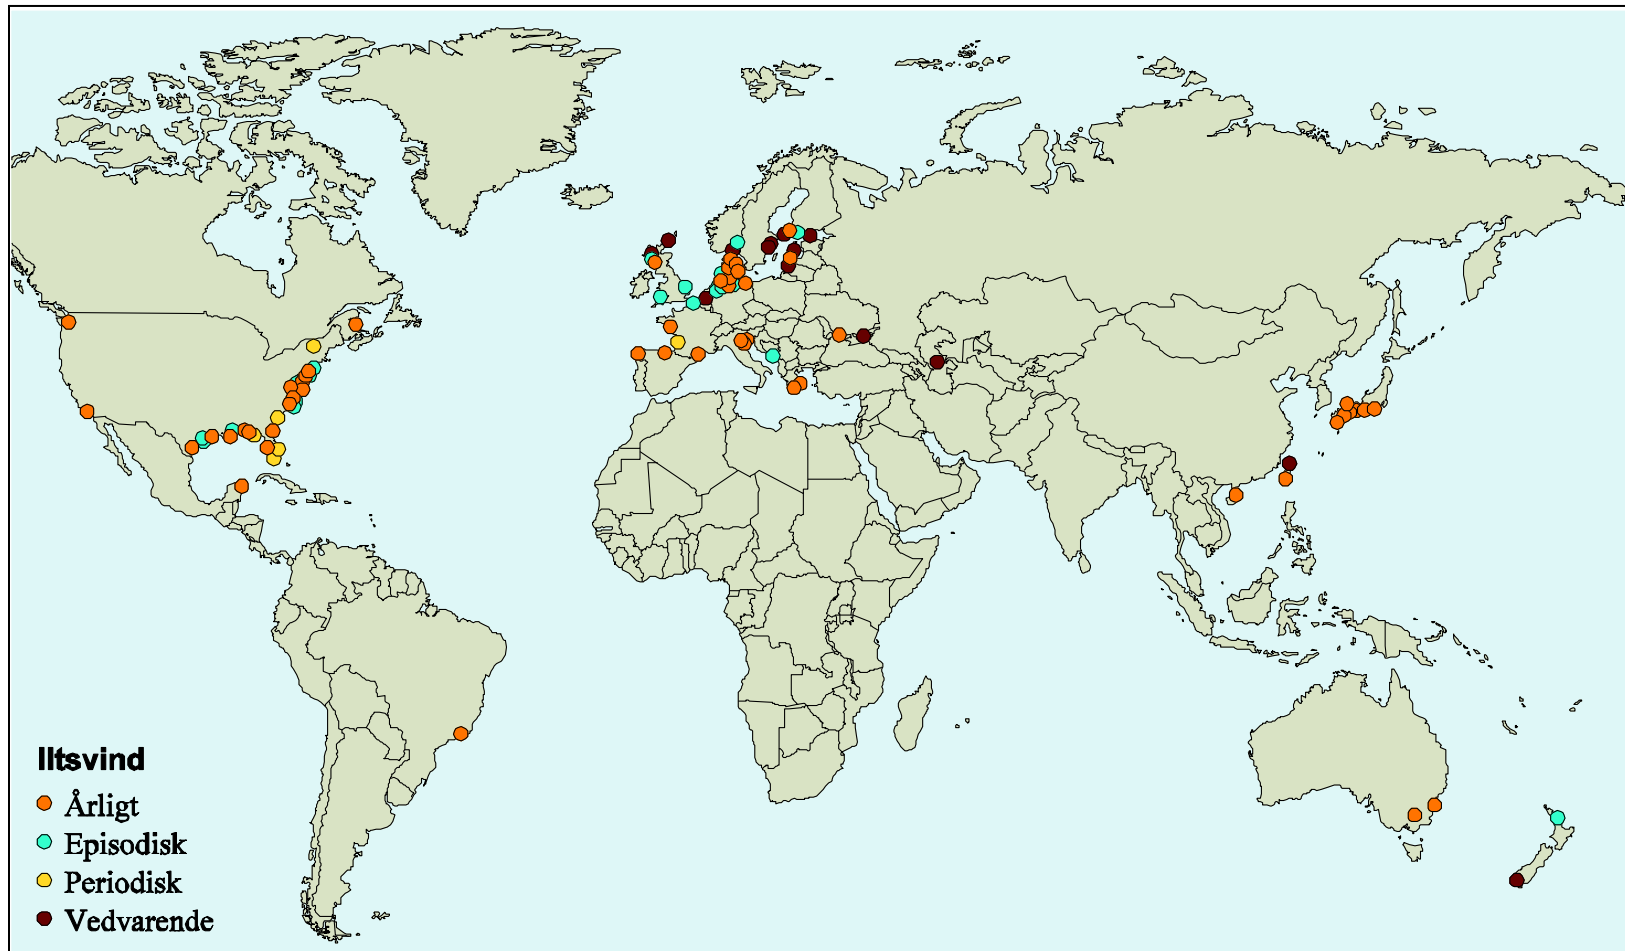 Iltsvind
Årligt
Episodisk
Periodisk
Vedvarende